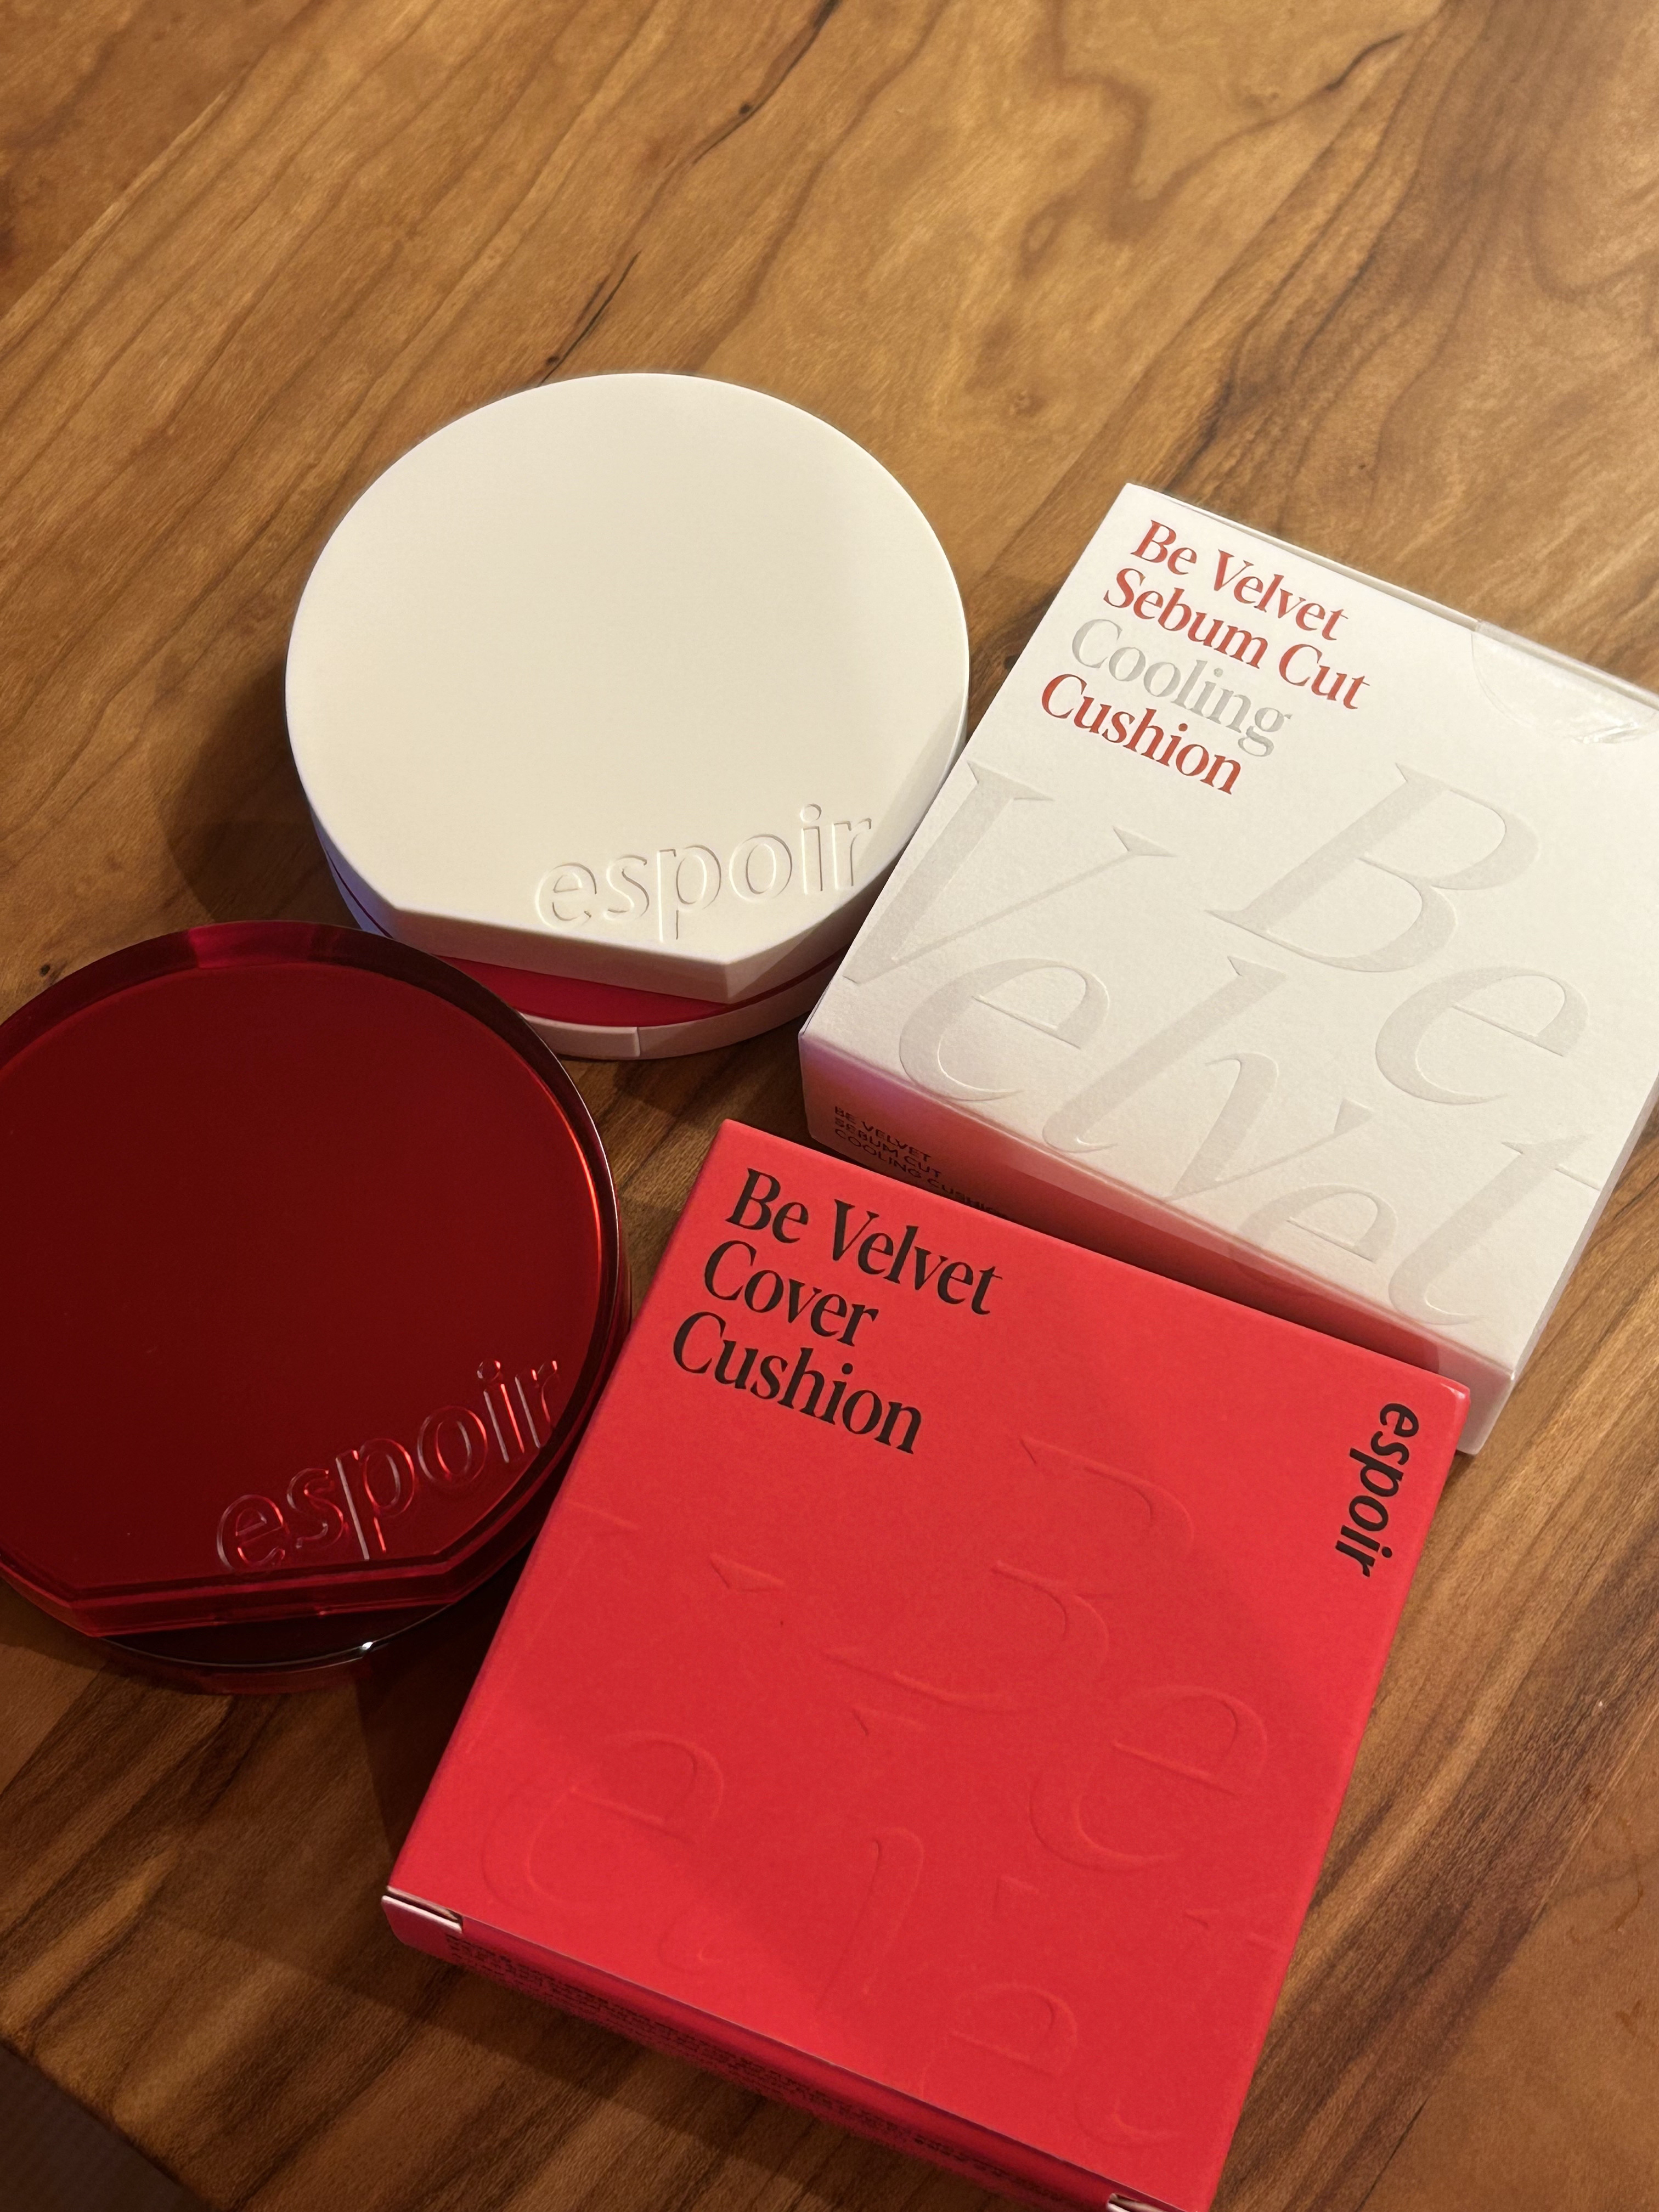 espoir
Be Velvet
Sebum Cut
Cooling
Cushion
Be
Velvet
BE VELVET
SEBUM CUT
COOLING CUSHION
espoir
Be Velvet
Cover
Cushion
espoir
Be